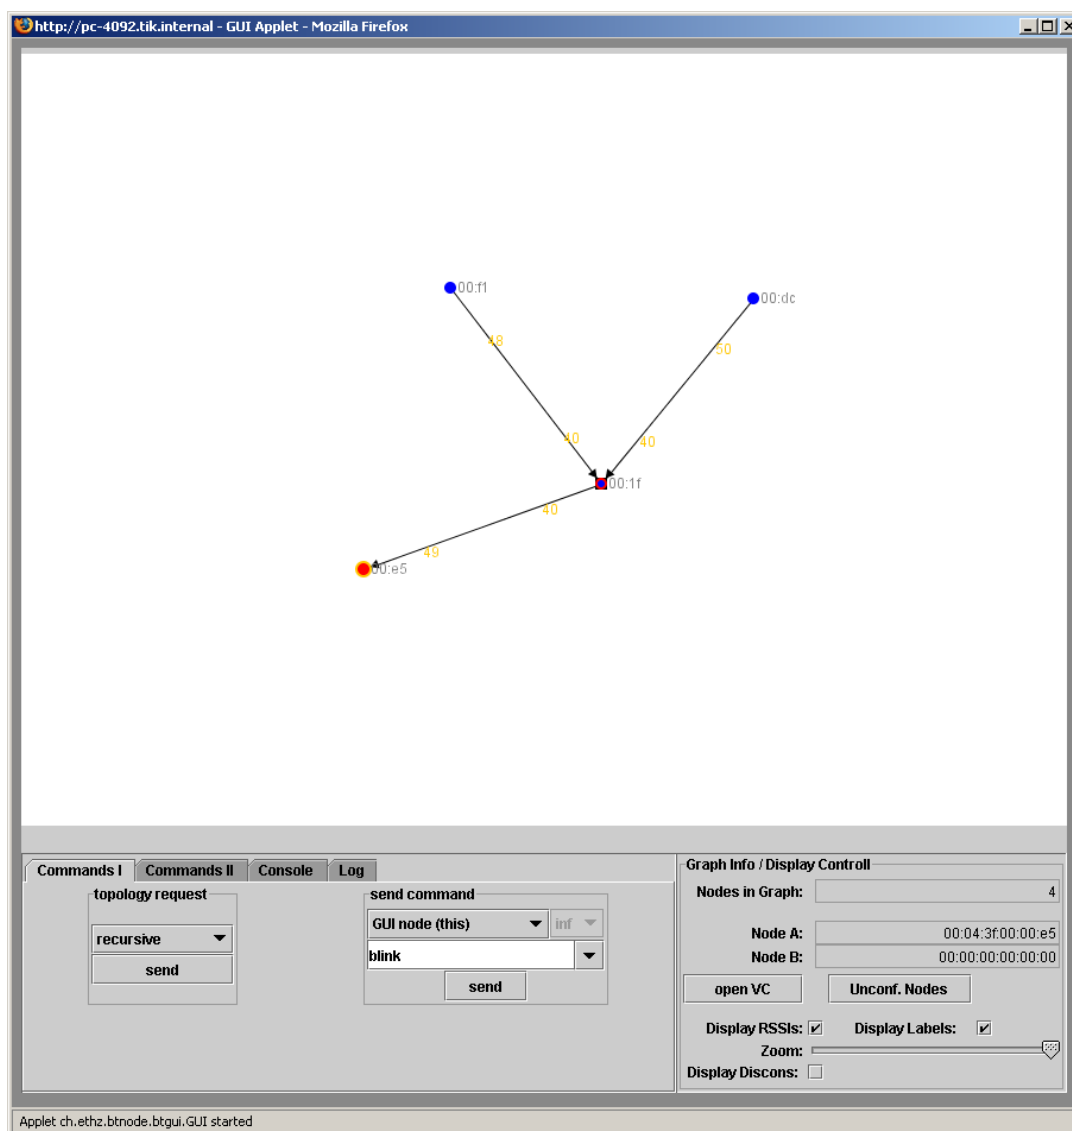 http://pc-4092.tik.internal - GUI Applet - Mozilla Firefox
00:f1
00:dc
48
50
40
40
00:1f
40
49
00:e5
Commands I Commands II Console Log
topology request
recursive
send
send command
GUI node (this) inf
blink
send
Graph Info / Display Controll
Nodes in Graph: 4
Node A: 00:04:3f:00:00:e5
Node B: 00:00:00:00:00:00
open VC Unconf. Nodes
Display RSSIs: Display Labels:
Zoom:
Display Discons:
Applet ch.ethz.btnode.btgui.GUI started